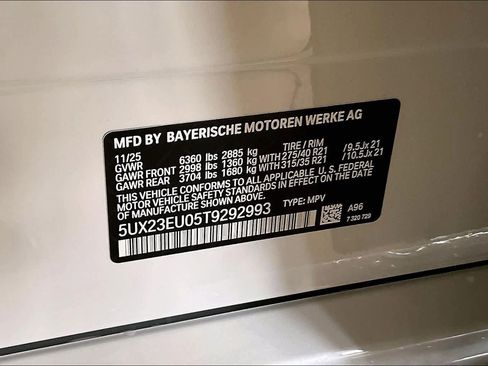 MFD BY BAYERISCHE MOTOREN WERKE AG
11/25 TIRE / RIM
GVWR 6360 lbs 2885 kg
GAWR FRONT 2998 lbs 1360 kg WITH 275/40 R21 /9.5Jx 21
GAWR REAR 3704 lbs 1680 kg WITH 315/35 R21 /10.5Jx 21
THIS VEHICLE CONFORMS TO ALL APPLICABLE U. S. FEDERAL
MOTOR VEHICLE SAFETY STANDARDS IN EFFECT ON THE
DATE OF MANUFACTURE SHOWN ABOVE.
5UX23EU05T9292993 TYPE: MPV A96
7 320 729